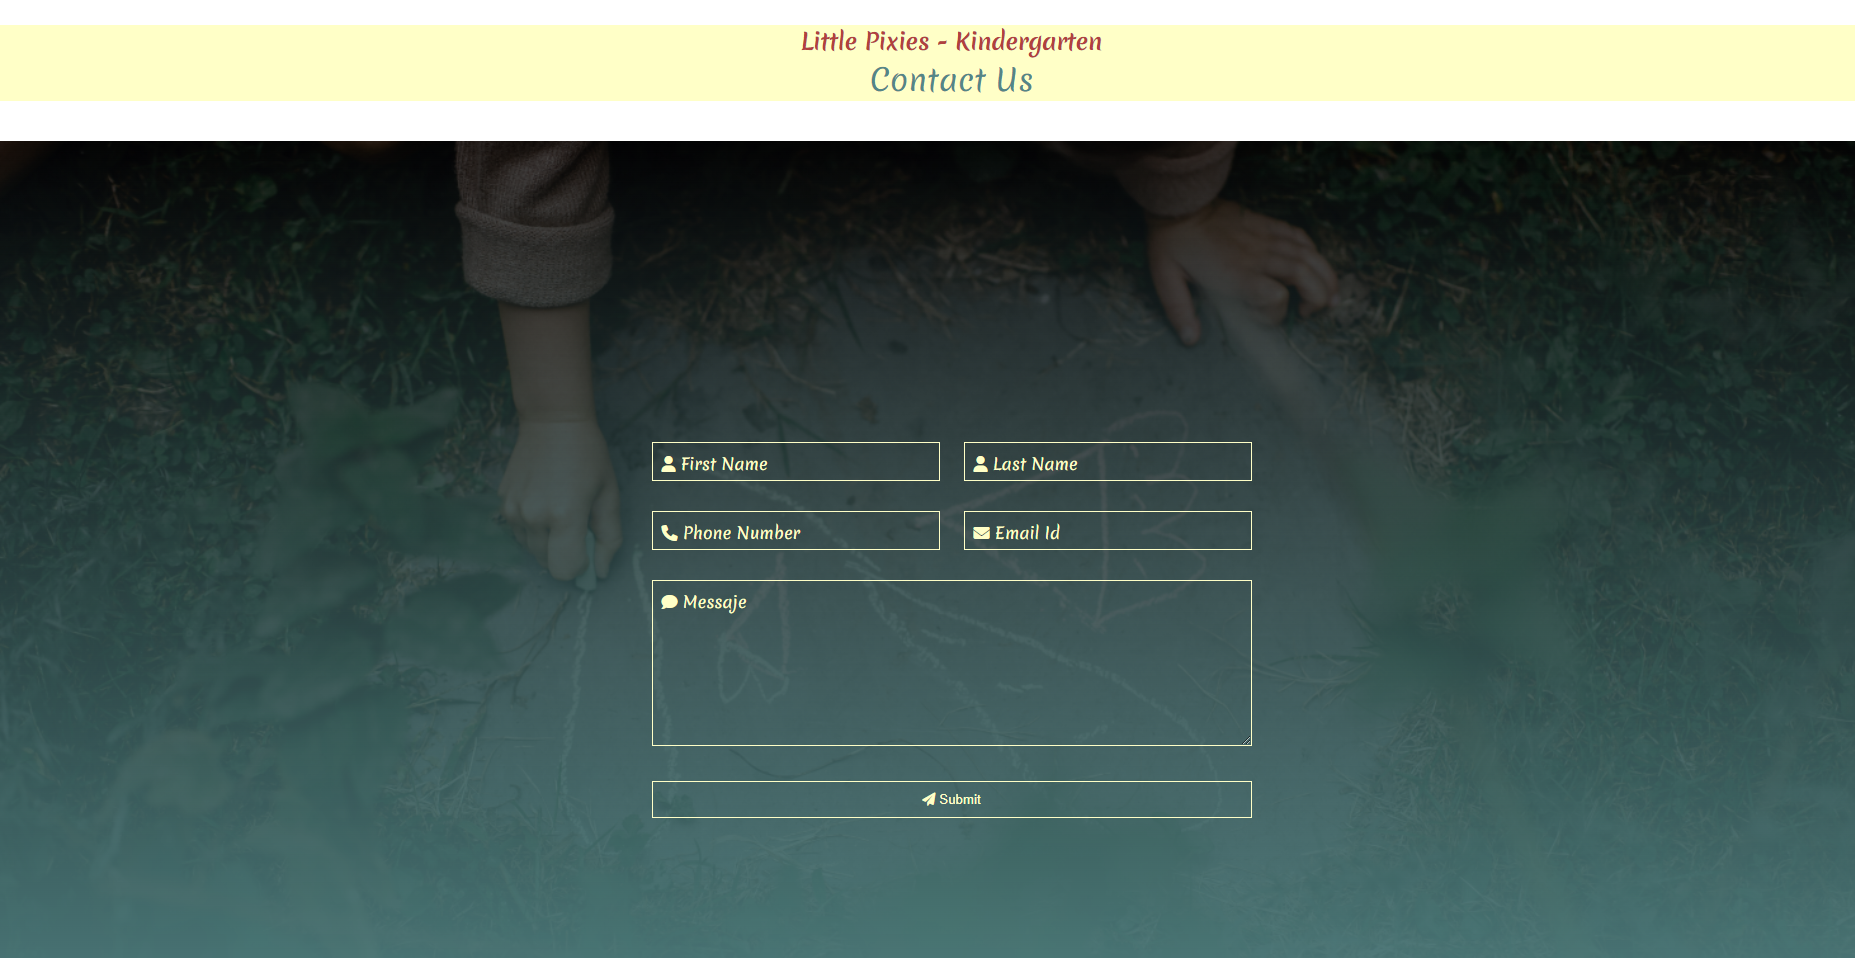 Little Pixies - Kindergarten
Contact Us
First Name
Last Name
Phone Number
Email Id
Messaje
Submit